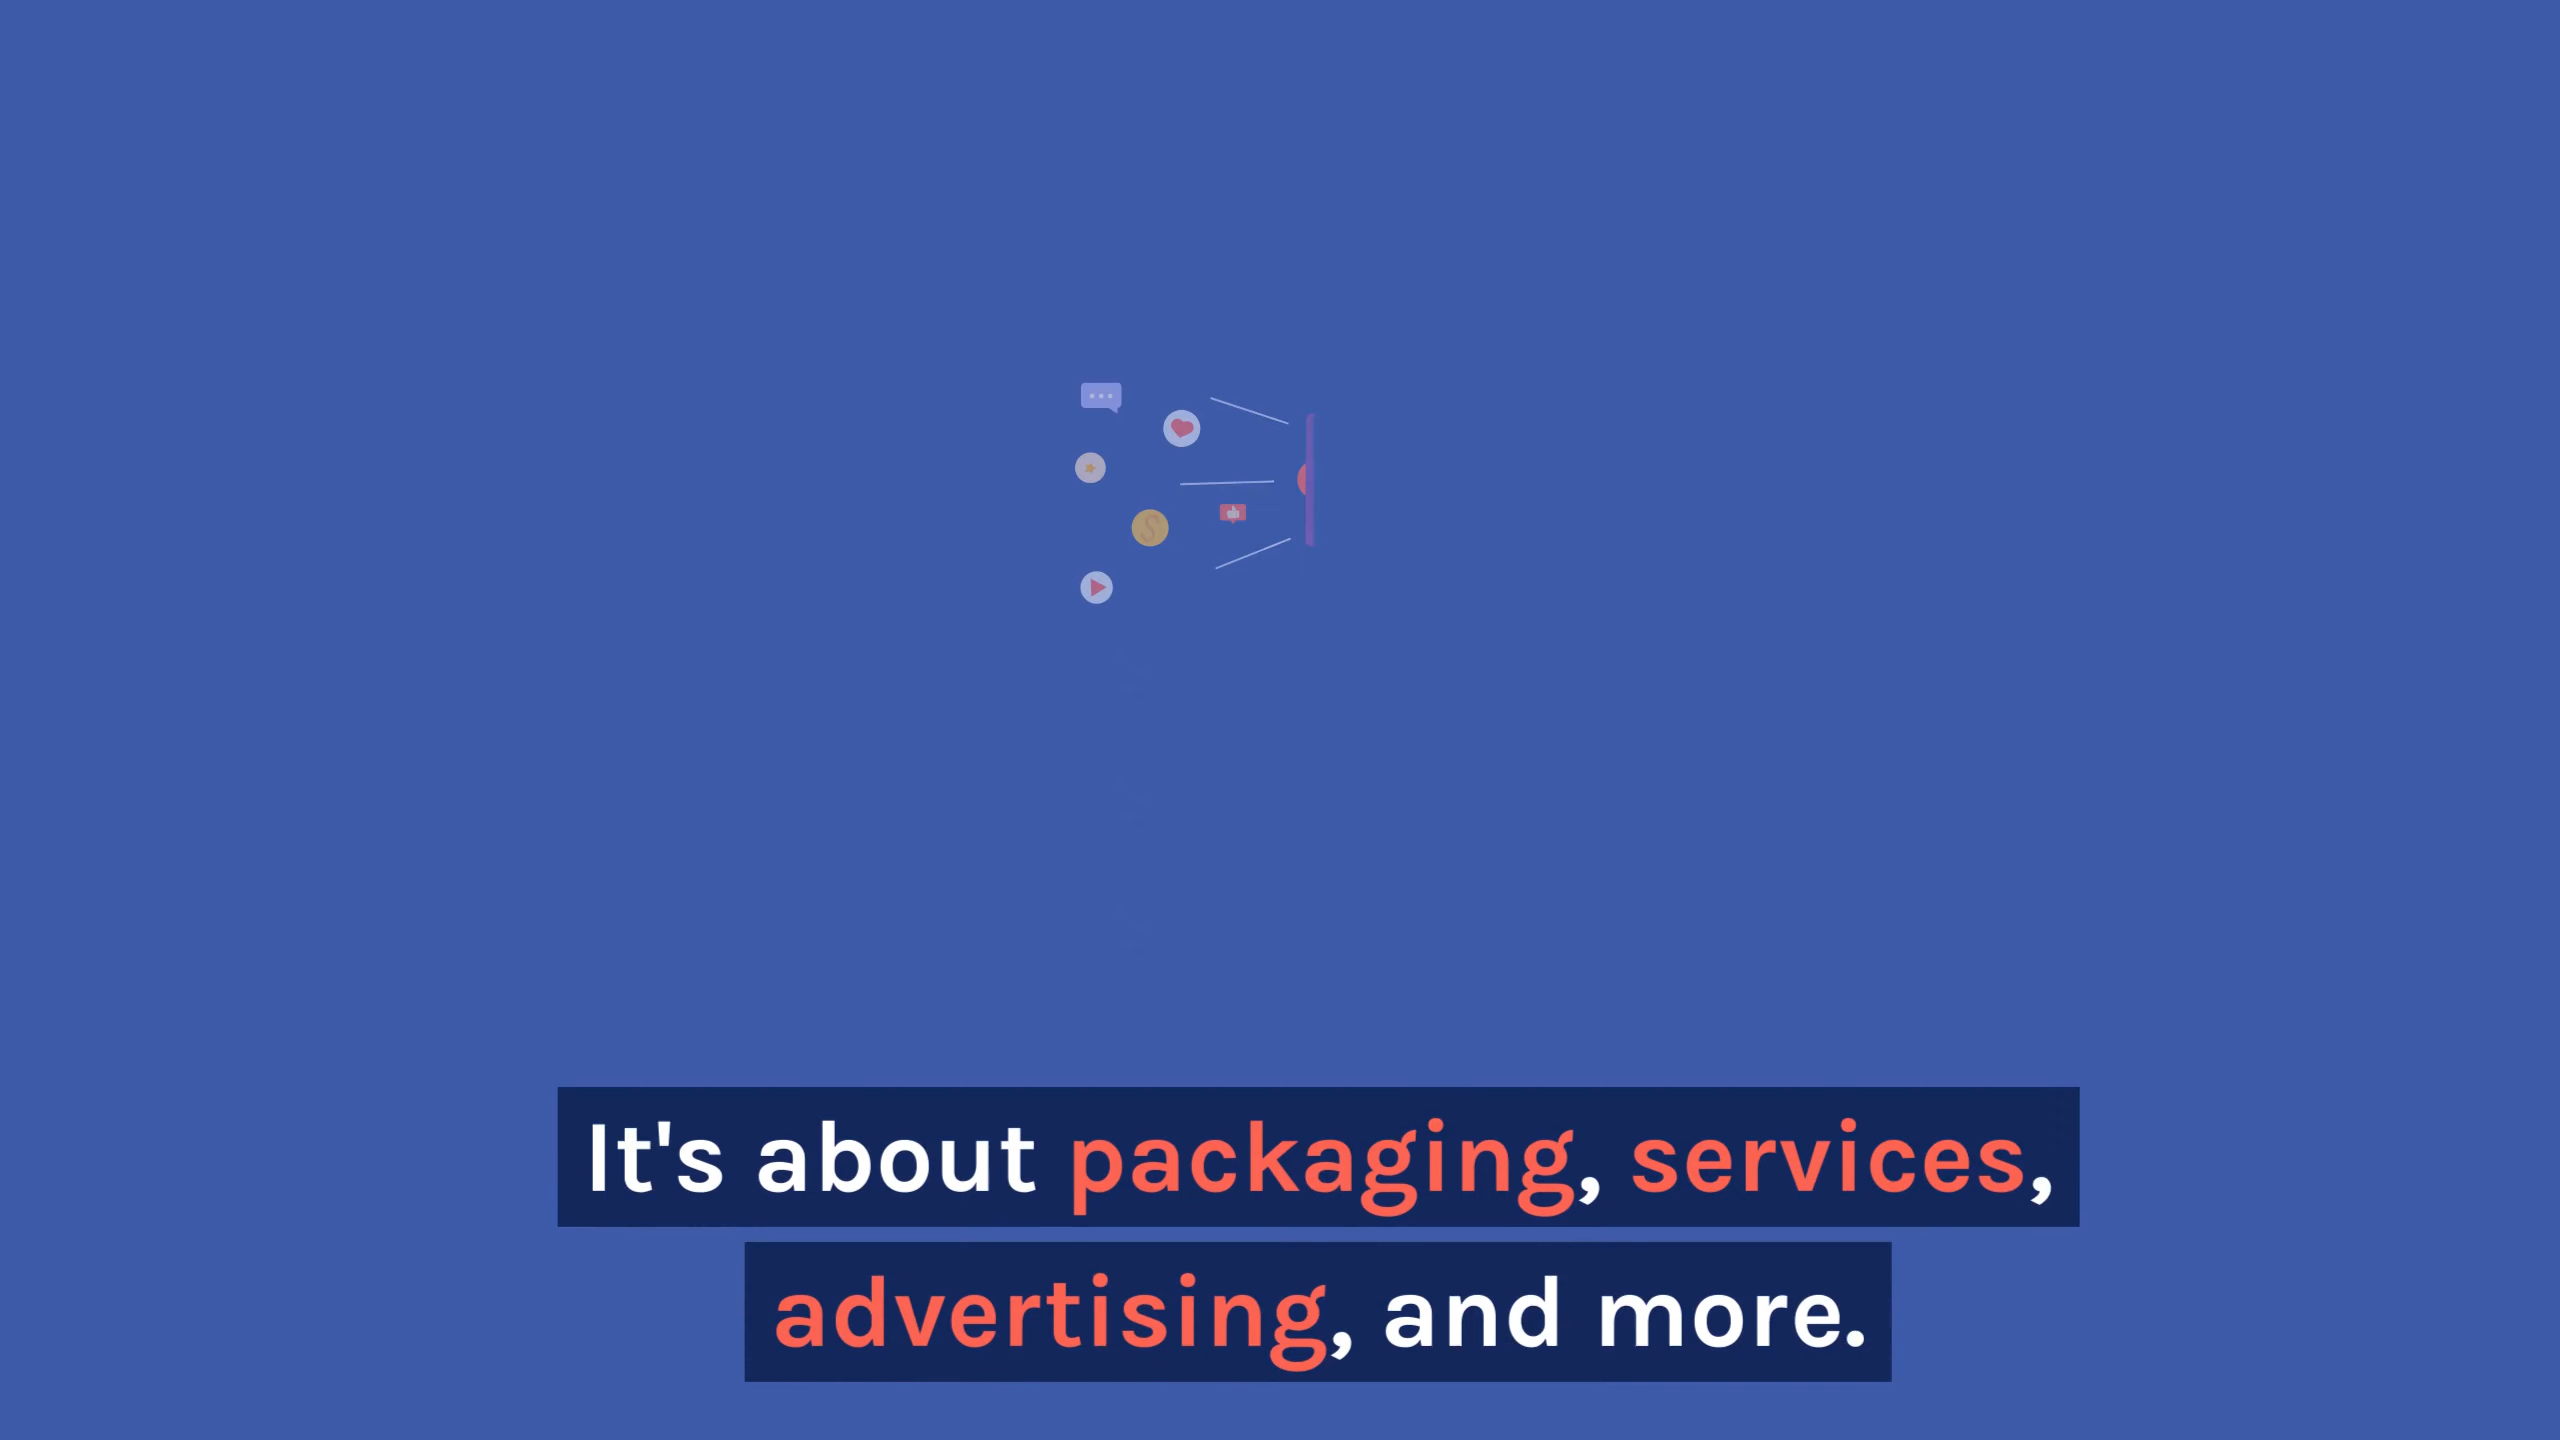 It's about packaging, services,
advertising, and more.